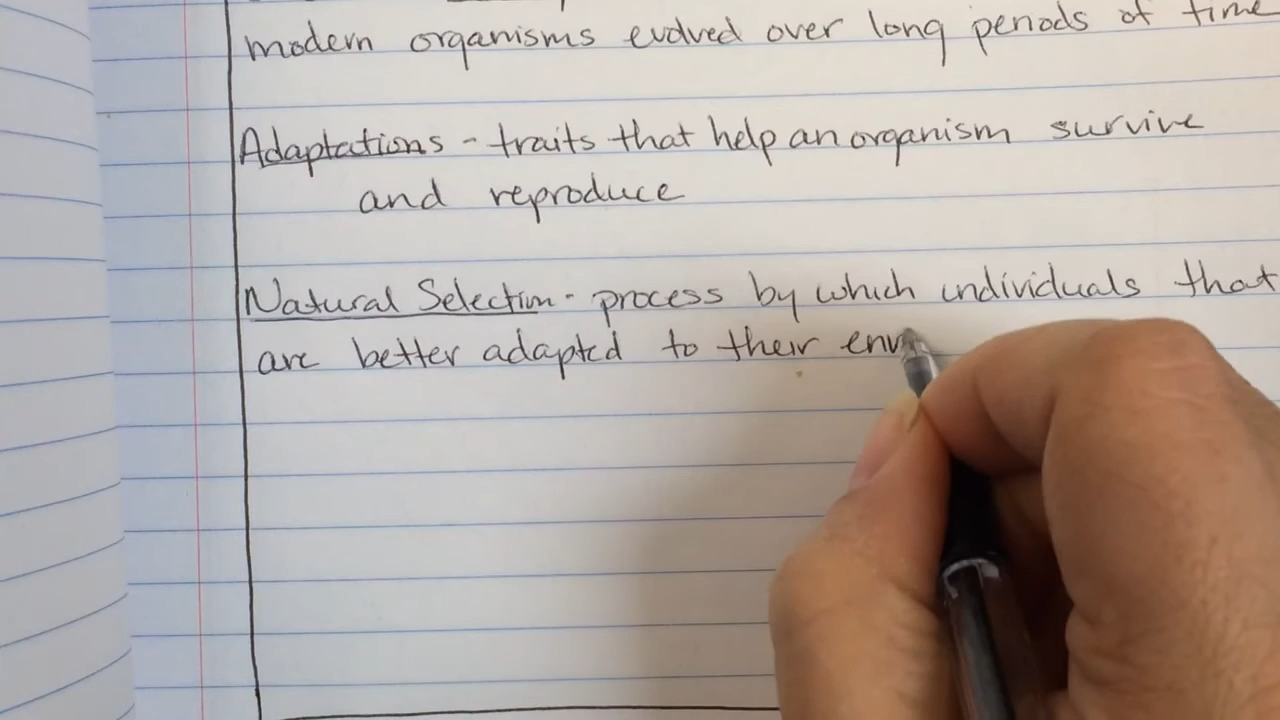 modern organisms evolved over long periods of time
Adaptations - traits that help an organism survive
and reproduce
Natural Selection - process by which individuals that
are better adapted to their env